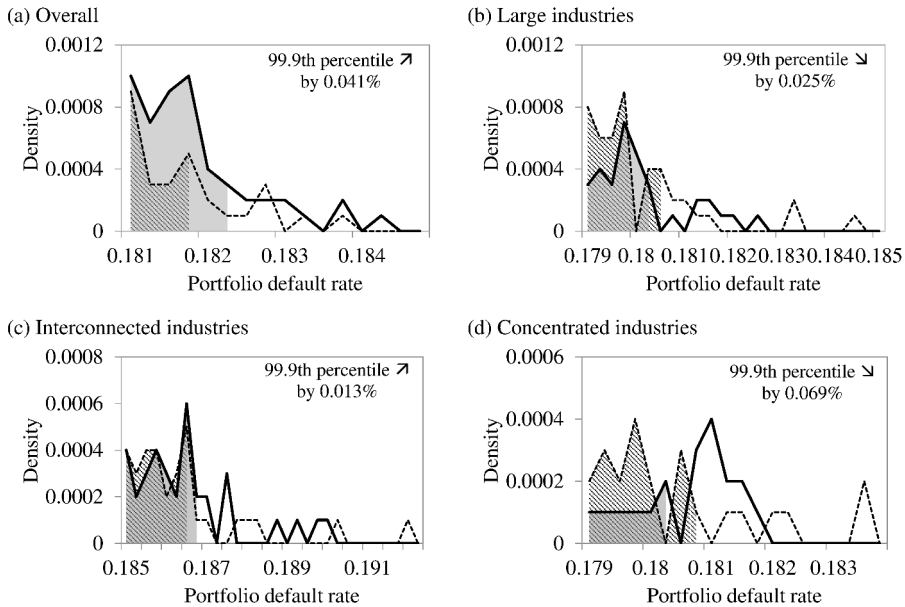 (a) Overall
0.0012
0.0008
0.0004
0
Density
99.9th percentile ↗
by 0.041%
0.181 0.182 0.183 0.184
Portfolio default rate
(b) Large industries
0.0012
0.0008
0.0004
0
Density
99.9th percentile ↘
by 0.025%
0.179 0.18 0.181 0.182 0.183 0.184 0.185
Portfolio default rate
(c) Interconnected industries
0.0008
0.0006
0.0004
0.0002
0
Density
99.9th percentile ↗
by 0.013%
0.185 0.187 0.189 0.191
Portfolio default rate
(d) Concentrated industries
0.0006
0.0004
0.0002
0
Density
99.9th percentile ↘
by 0.069%
0.179 0.18 0.181 0.182 0.183
Portfolio default rate